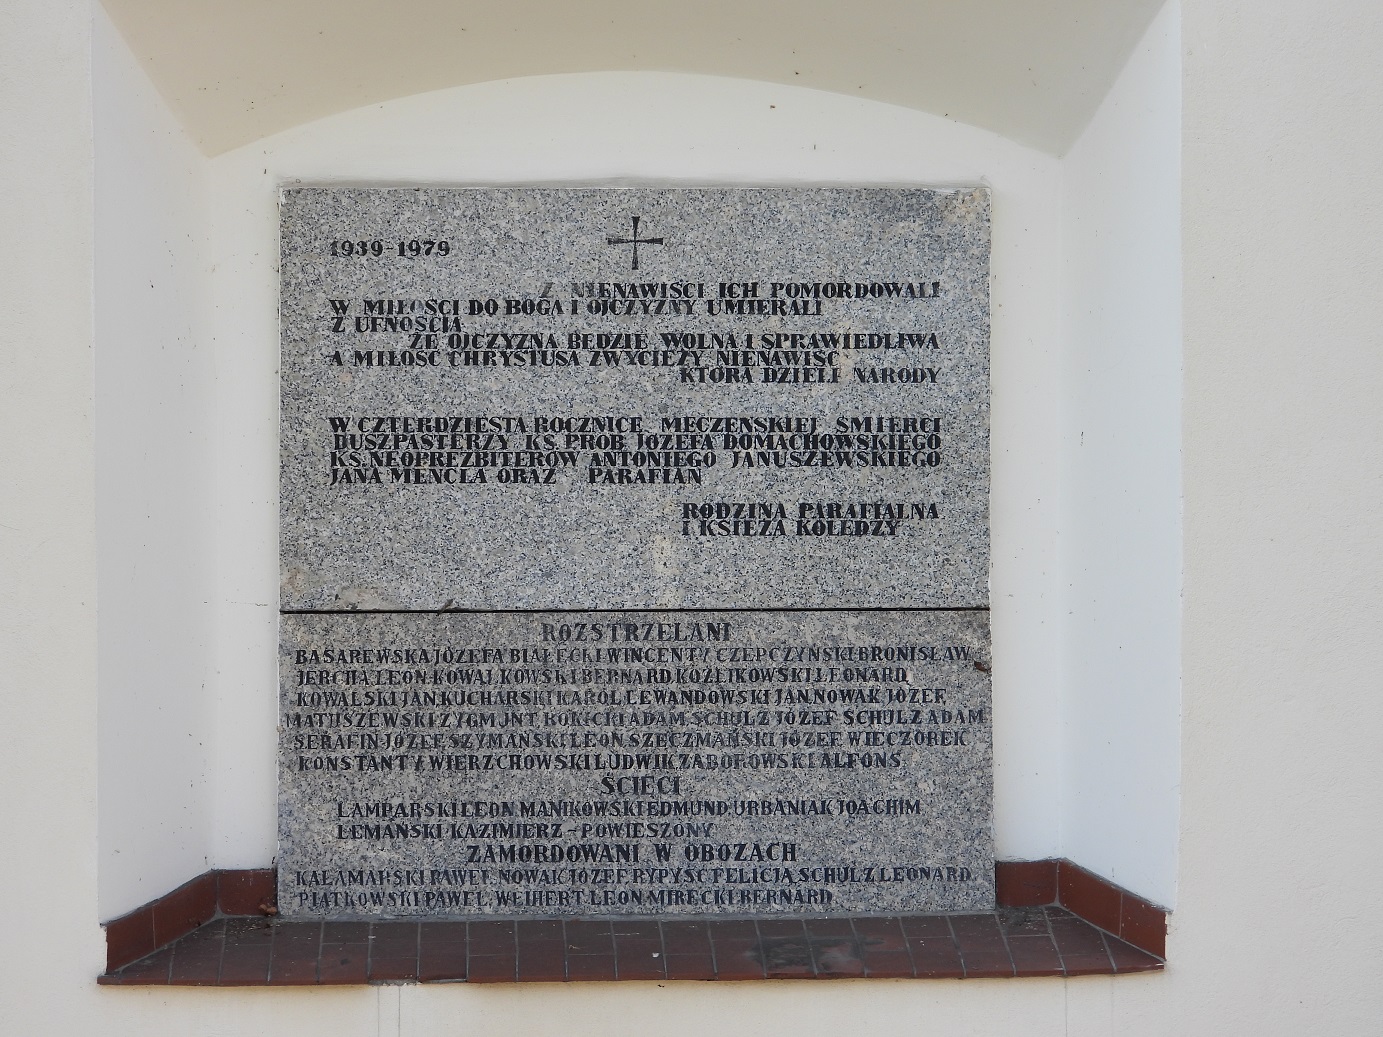 1939-1979
Z NIENAWIŚCI ICH POMORDOWALI
W MIŁOŚCI DO BOGA I OJCZYZNY UMIERALI
Z UFNOŚCIĄ
ŻE OJCZYZNA BĘDZIE WOLNA I SPRAWIEDLIWA
A MIŁOŚĆ CHRYSTUSA ZWYCIĘŻY NIENAWIŚĆ
KTÓRA DZIELI NARODY
W CZTERDZIESTĄ ROCZNICĘ MĘCZEŃSKIEJ ŚMIERCI
DUSZPASTERZY KS. PROB JÓZEFA DOMACHOWSKIEGO
KS. NEOPREZBITERÓW ANTONIEGO JANUSZEWSKIEGO
JANA MENCLA ORAZ PARAFIAN
RODZINA PARAFIALNA
I KSIĘŻA KOLEDZY
ROZSTRZELANI
BASAREWSKA JÓZEFA BIAŁECKI WINCENTY CZEPCZYŃSKI BRONISŁAW,
JERCHA LEON KOWALKOWSKI BERNARD KOZLIKOWSKI LEONARD,
KOWALSKI JAN, KUCHARSKI KAROL LEWANDOWSKI JAN, NOWAK JÓZEF,
MATUSZEWSKI ZYGMUNT ROKICKI ADAM, SCHULZ JÓZEF SCHULZ ADAM
SERAFIN JÓZEF, SZYMAŃSKI LEON SZECZMAŃSKI JÓZEF WIECZOREK
KONSTANTY WIERZCHOWSKI LUDWIK, ZABOROWSKI ALFONS
ŚCIĘCI
LAMPARSKI LEON MANIKOWSKI EDMUND URBANIAK JOACHIM
LEMAŃSKI KAZIMIERZ - POWIESZONY
ZAMORDOWANI W OBOZACH
KALAMARSKI PAWEŁ, NOWAK JÓZEF RYPYŚĆ FELICJA SCHULZ LEONARD
PIĄTKOWSKI PAWEŁ, WEIHERT LEON MIRECKI BERNARD